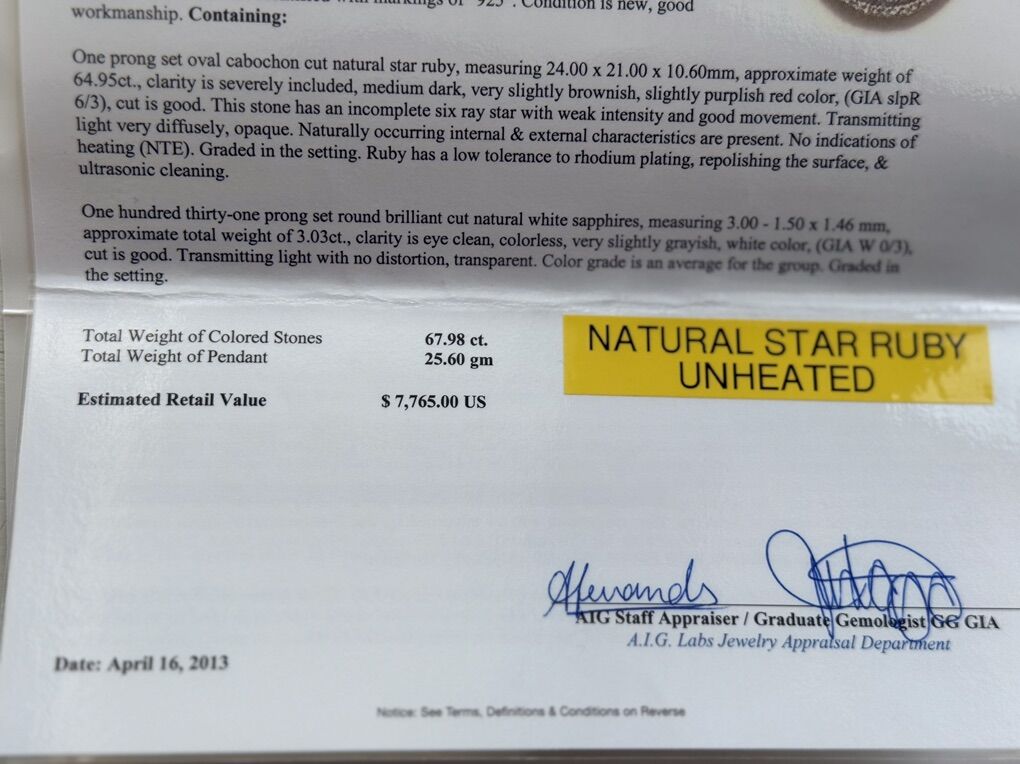 with markings of "925". Condition is new, good
workmanship. Containing:
One prong set oval cabochon cut natural star ruby, measuring 24.00 x 21.00 x 10.60mm, approximate weight of
64.95ct., clarity is severely included, medium dark, very slightly brownish, slightly purplish red color, (GIA slpR
6/3), cut is good. This stone has an incomplete six ray star with weak intensity and good movement. Transmitting
light very diffusely, opaque. Naturally occurring internal & external characteristics are present. No indications of
heating (NTE). Graded in the setting. Ruby has a low tolerance to rhodium plating, repolishing the surface, &
ultrasonic cleaning.
One hundred thirty-one prong set round brilliant cut natural white sapphires, measuring 3.00 - 1.50 x 1.46 mm,
approximate total weight of 3.03ct., clarity is eye clean, colorless, very slightly grayish, white color, (GIA W 0/3),
cut is good. Transmitting light with no distortion, transparent. Color grade is an average for the group. Graded in
the setting.
Total Weight of Colored Stones 67.98 ct.
Total Weight of Pendant 25.60 gm
Estimated Retail Value $ 7,765.00 US
NATURAL STAR RUBY
UNHEATED
AIG Staff Appraiser / Graduate Gemologist GG GIA
A.I.G. Labs Jewelry Appraisal Department
Date: April 16, 2013
Notice: See Terms, Definitions & Conditions on Reverse